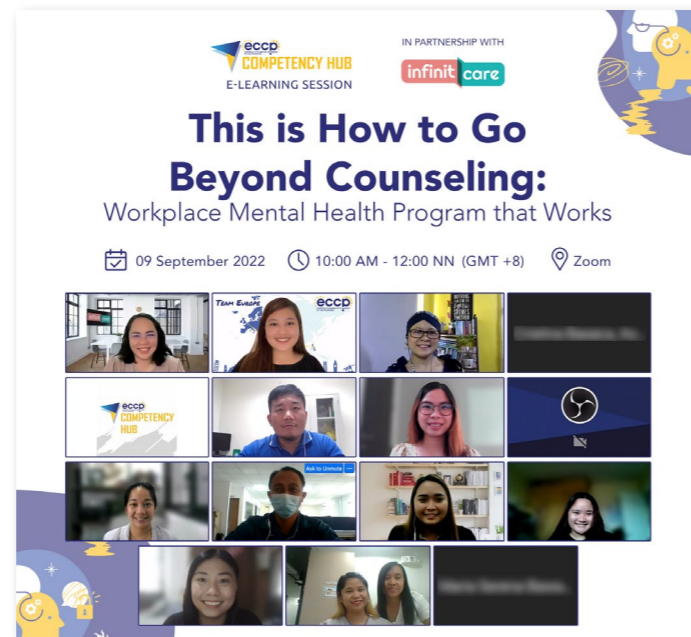 eccp
COMPETENCY HUB
E-LEARNING SESSION
IN PARTNERSHIP WITH
infinit care
This is How to Go
Beyond Counseling:
Workplace Mental Health Program that Works
09 September 2022
10:00 AM - 12:00 NN (GMT +8)
Zoom
TEAM EUROPE
eccp
eccp
COMPETENCY
HUB
Ask to Unmute